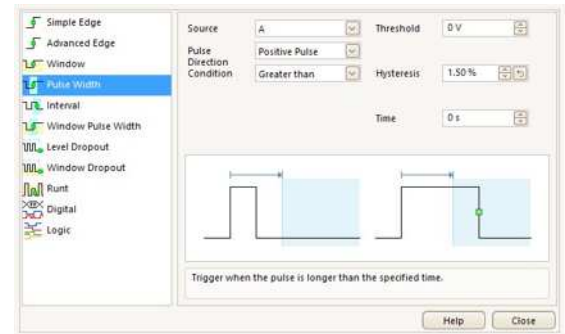 Simple Edge
Advanced Edge
Window
Pulse Width
Interval
Window Pulse Width
Level Dropout
Window Dropout
Runt
Digital
Logic
Source A Threshold 0 V
Pulse Direction Positive Pulse
Condition Greater than Hysteresis 1.50 %
Time 0 s
Trigger when the pulse is longer than the specified time.
Help Close